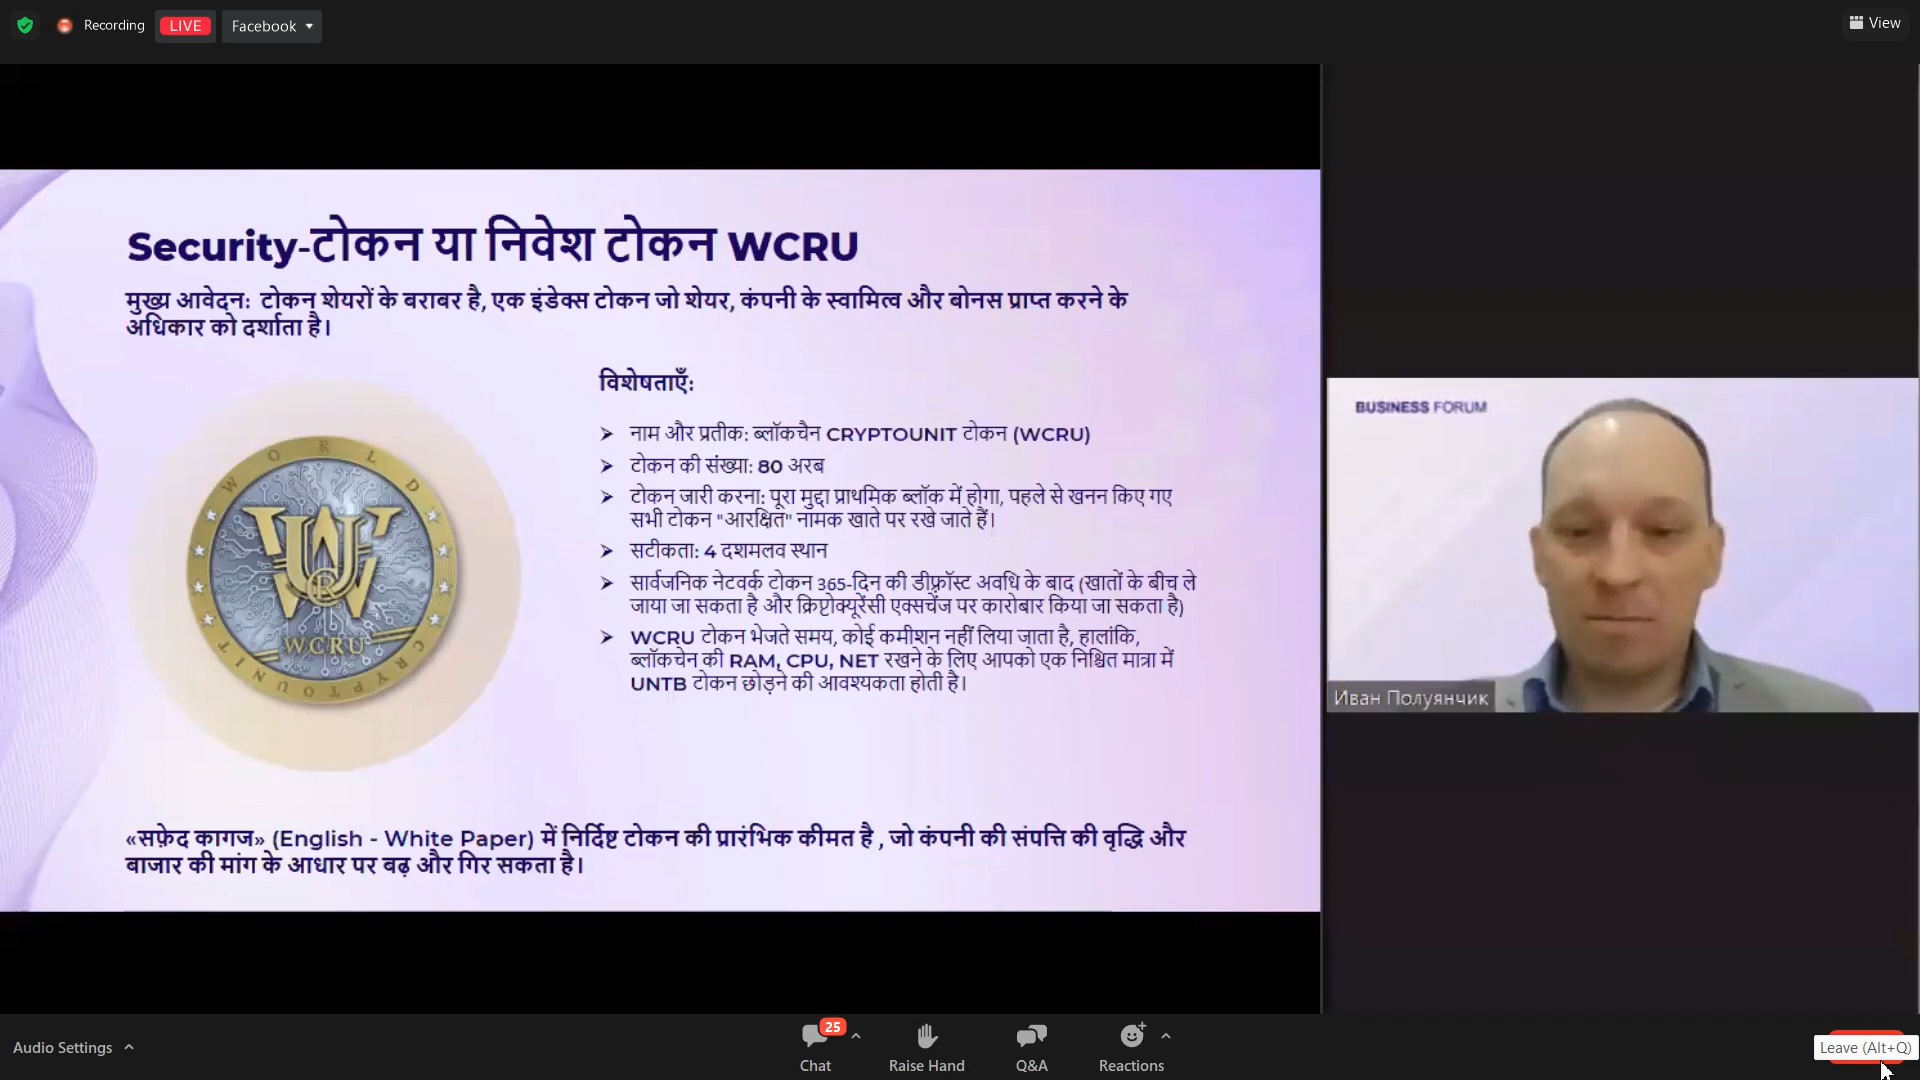 Recording LIVE Facebook
View
Security-टोकन या निवेश टोकन WCRU
मुख्य आवेदन: टोकन शेयरों के बराबर है, एक इंडेक्स टोकन जो शेयर, कंपनी के स्वामित्व और बोनस प्राप्त करने के
अधिकार को दर्शाता है।
विशेषताएँ:
➤ नाम और प्रतीक: ब्लॉकचैन CRYPTOUNIT टोकन (WCRU)
➤ टोकन की संख्या: 80 अरब
➤ टोकन जारी करना: पूरा मुद्दा प्राथमिक ब्लॉक में होगा, पहले से खनन किए गए
सभी टोकन "आरक्षित" नामक खाते पर रखे जाते हैं।
➤ सटीकता: 4 दशमलव स्थान
➤ सार्वजनिक नेटवर्क टोकन 365-दिन की डीफ़्रॉस्ट अवधि के बाद (खातों के बीच ले
जाया जा सकता है और क्रिप्टोक्यूरेंसी एक्सचेंज पर कारोबार किया जा सकता है)
➤ WCRU टोकन भेजते समय, कोई कमीशन नहीं लिया जाता है, हालांकि,
ब्लॉकचेन की RAM, CPU, NET रखने के लिए आपको एक निश्चित मात्रा में
UNTB टोकन छोड़ने की आवश्यकता होती है।
WORLD
WCRU
CRYPTOUNIT
«सफ़ेद कागज» (English - White Paper) में निर्दिष्ट टोकन की प्रारंभिक कीमत है , जो कंपनी की संपत्ति की वृद्धि और
बाजार की मांग के आधार पर बढ़ और गिर सकता है।
BUSINESS FORUM
Иван Полуянчик
Audio Settings
25
Chat
Raise Hand
Q&A
Reactions
Leave (Alt+Q)